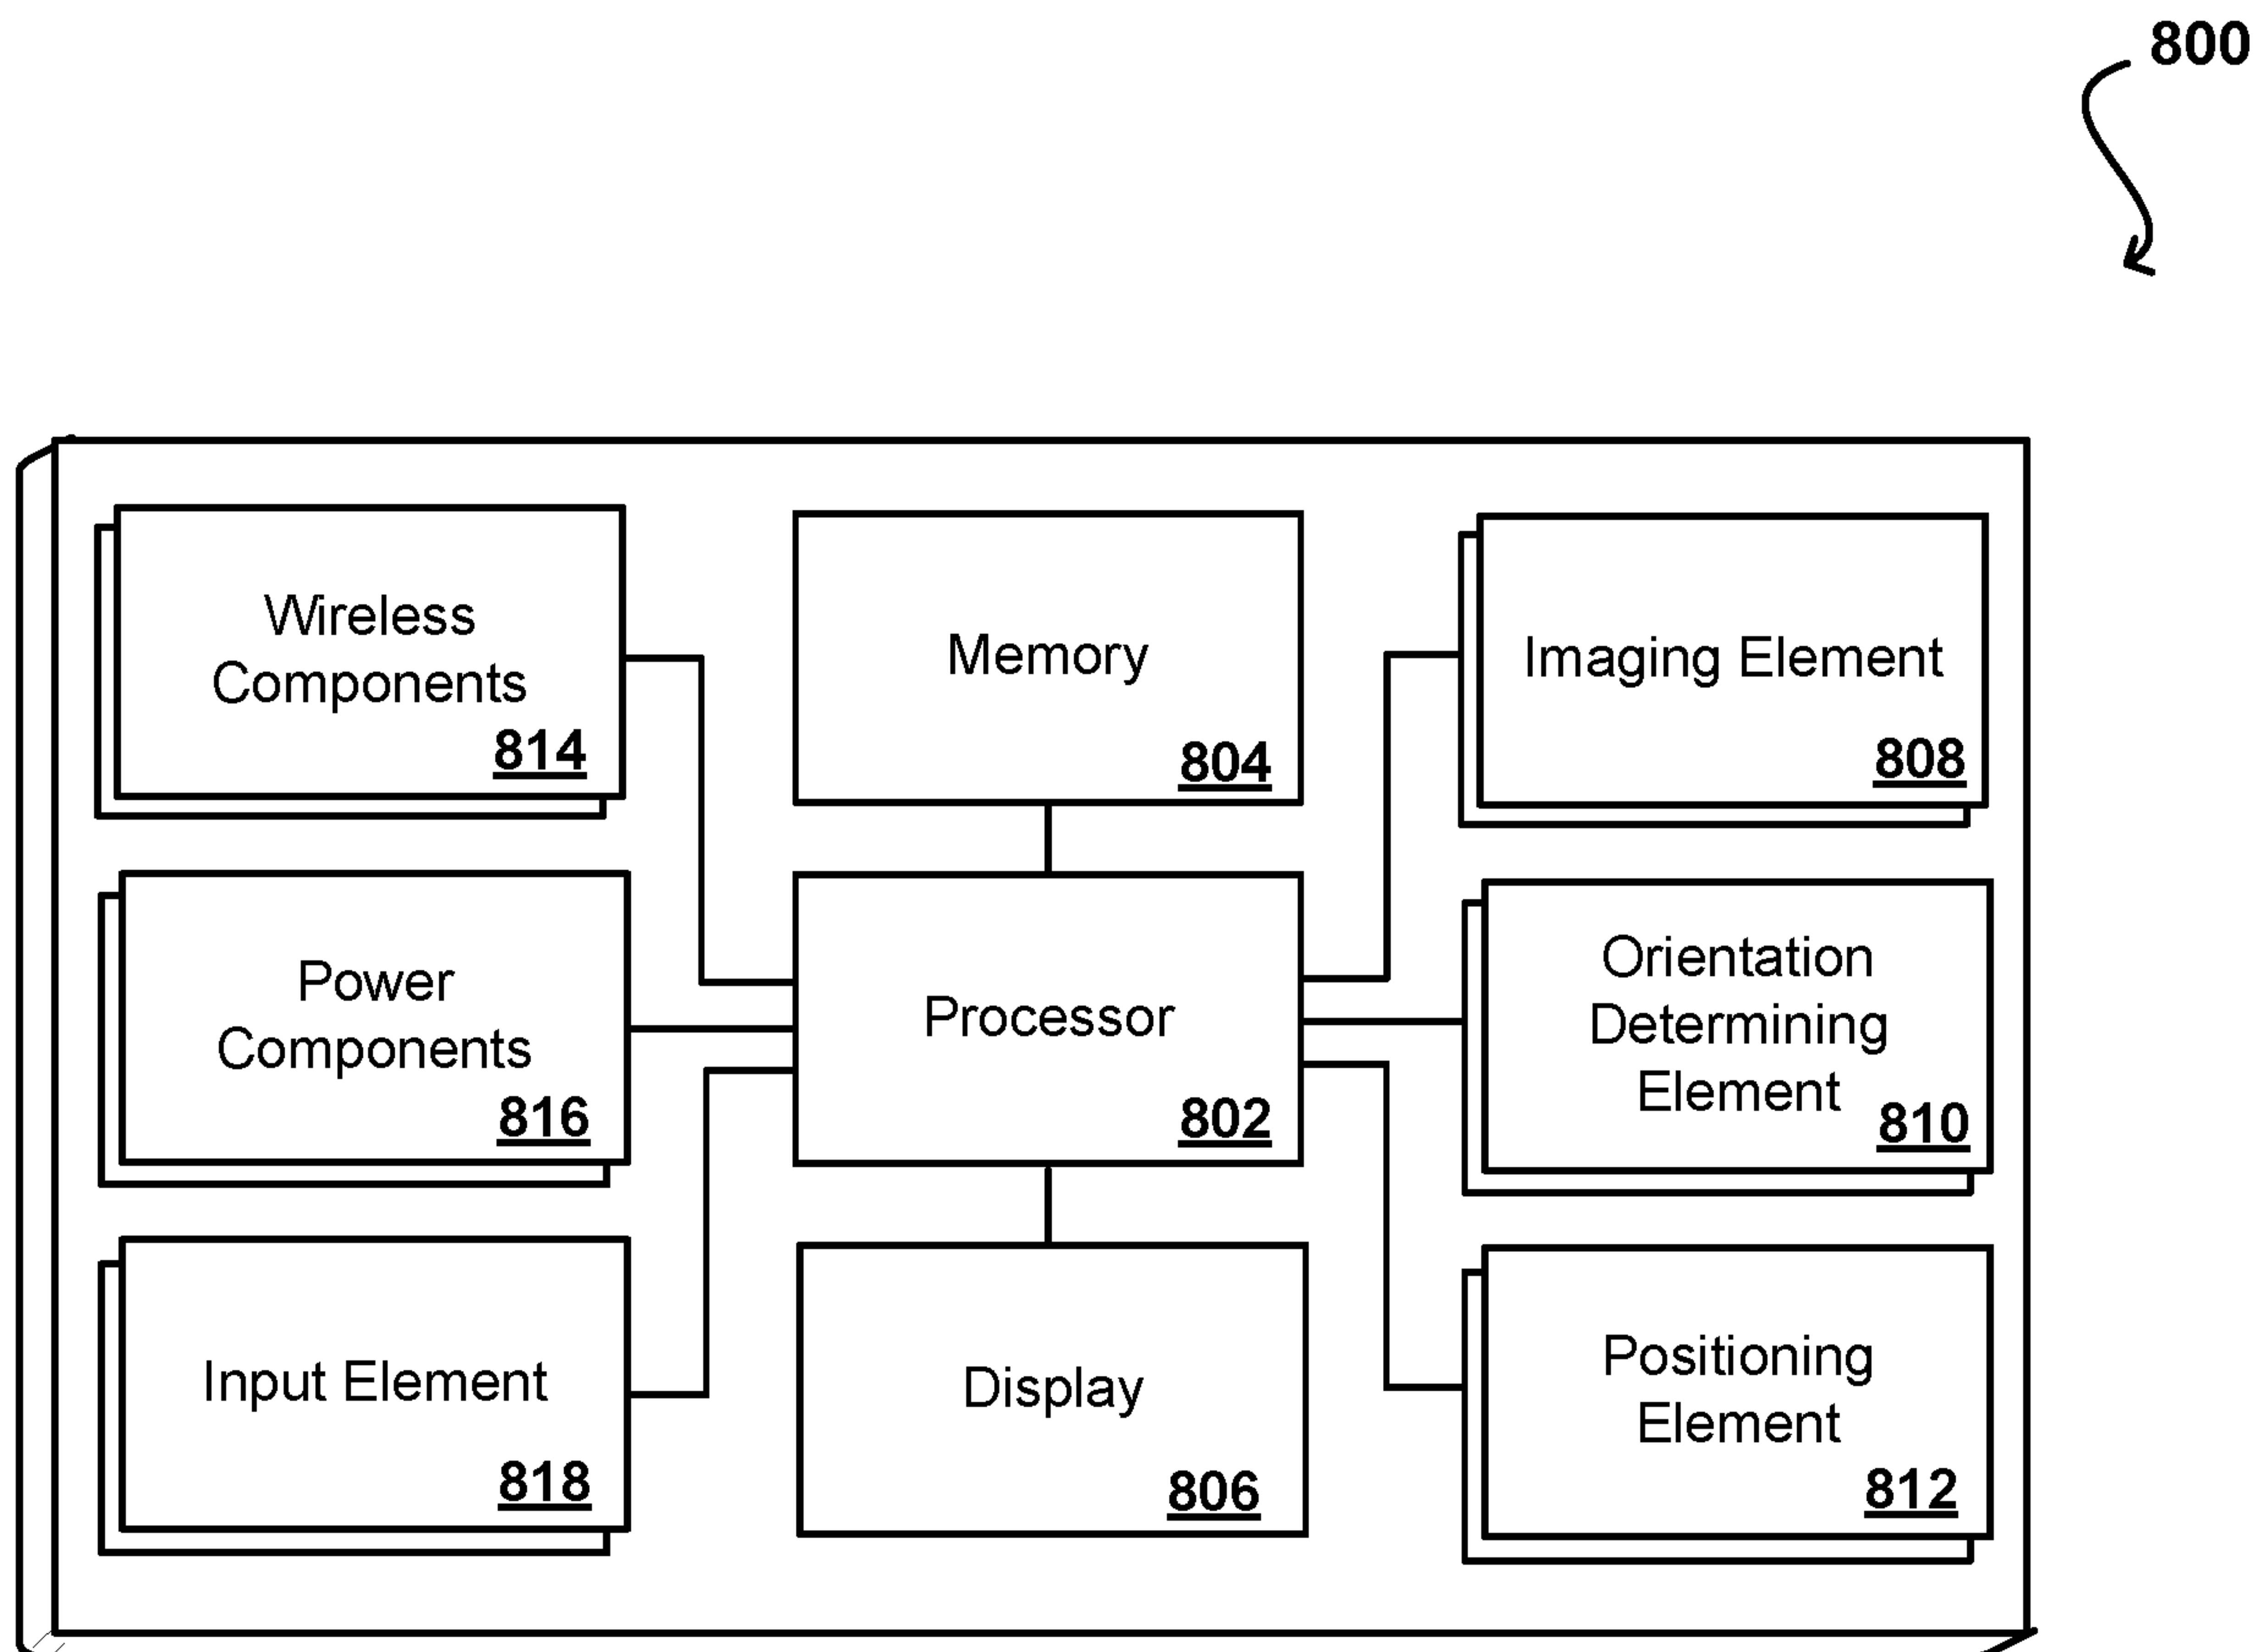 800
Wireless
Components
814
Memory
804
Imaging Element
808
Power
Components
816
Processor
802
Orientation
Determining
Element
810
Input Element
818
Display
806
Positioning
Element
812